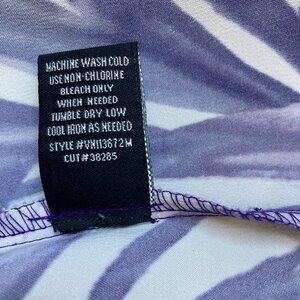 MACHINE WASH COLD
USE NON-CHLORINE
BLEACH ONLY
WHEN NEEDED
TUMBLE DRY LOW
COOL IRON AS NEEDED
STYLE #VN113672M
CUT#38285